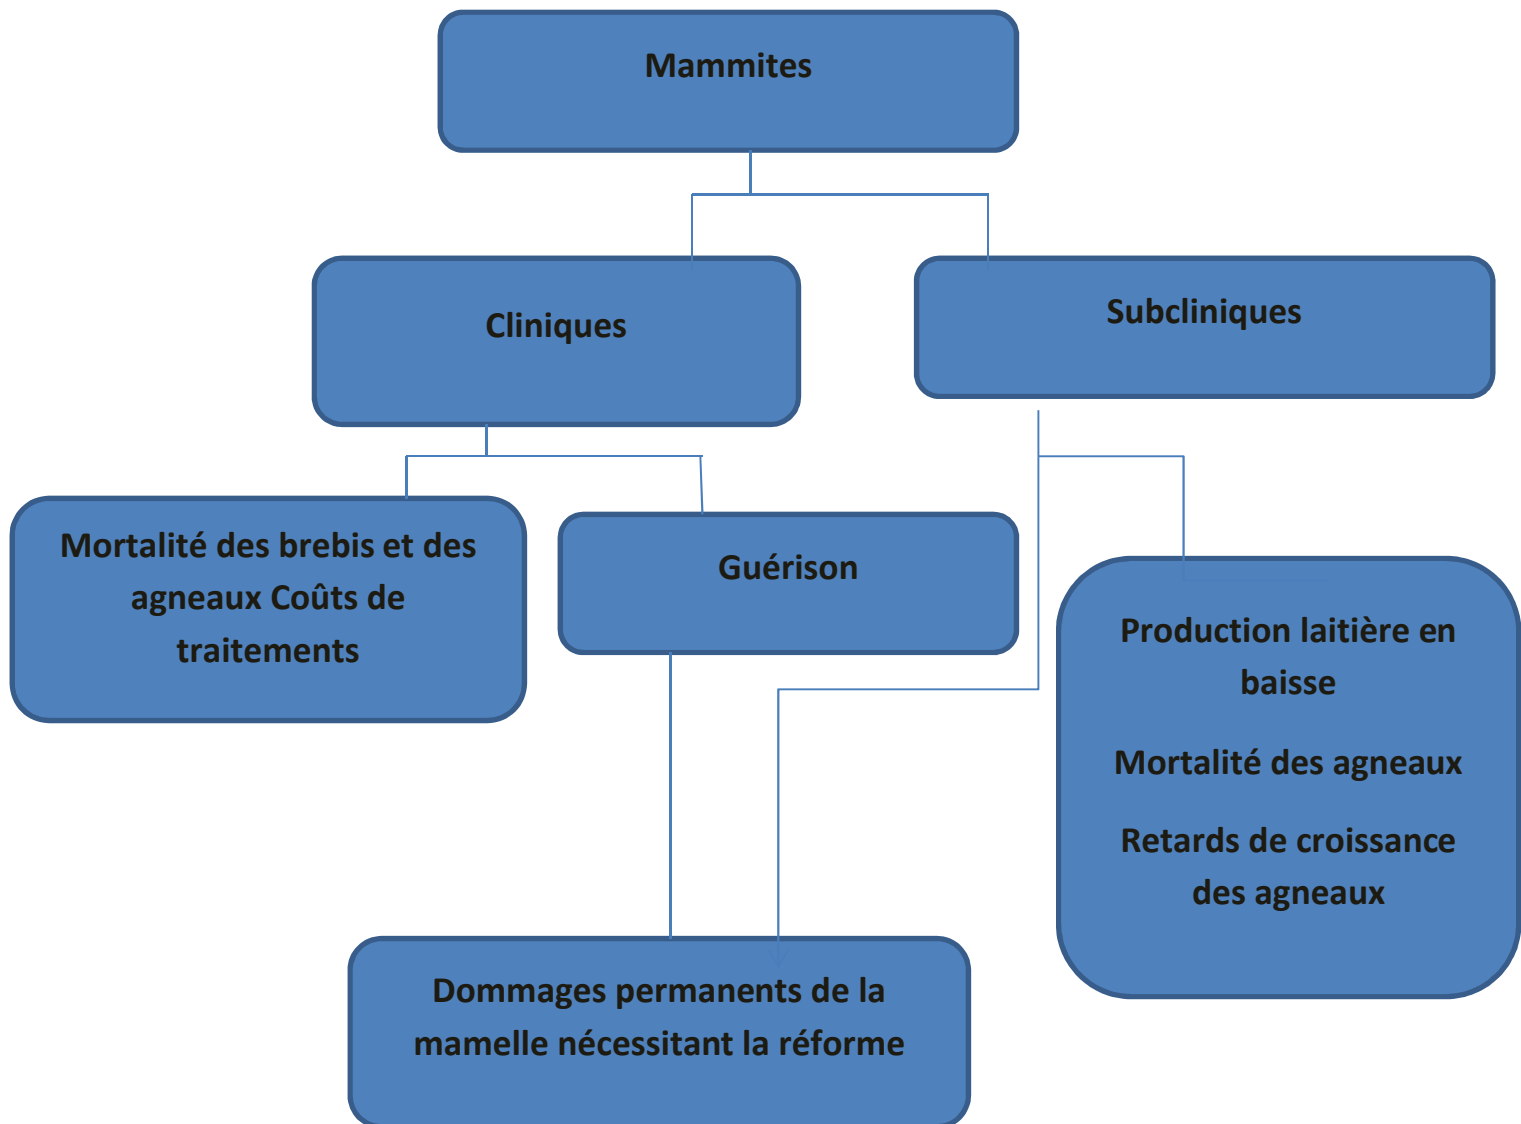 Mammites
Cliniques
Subcliniques
Mortalité des brebis et des
agneaux Coûts de
traitements
Guérison
Production laitière en
baisse
Mortalité des agneaux
Retards de croissance
des agneaux
Dommages permanents de la
mamelle nécessitant la réforme